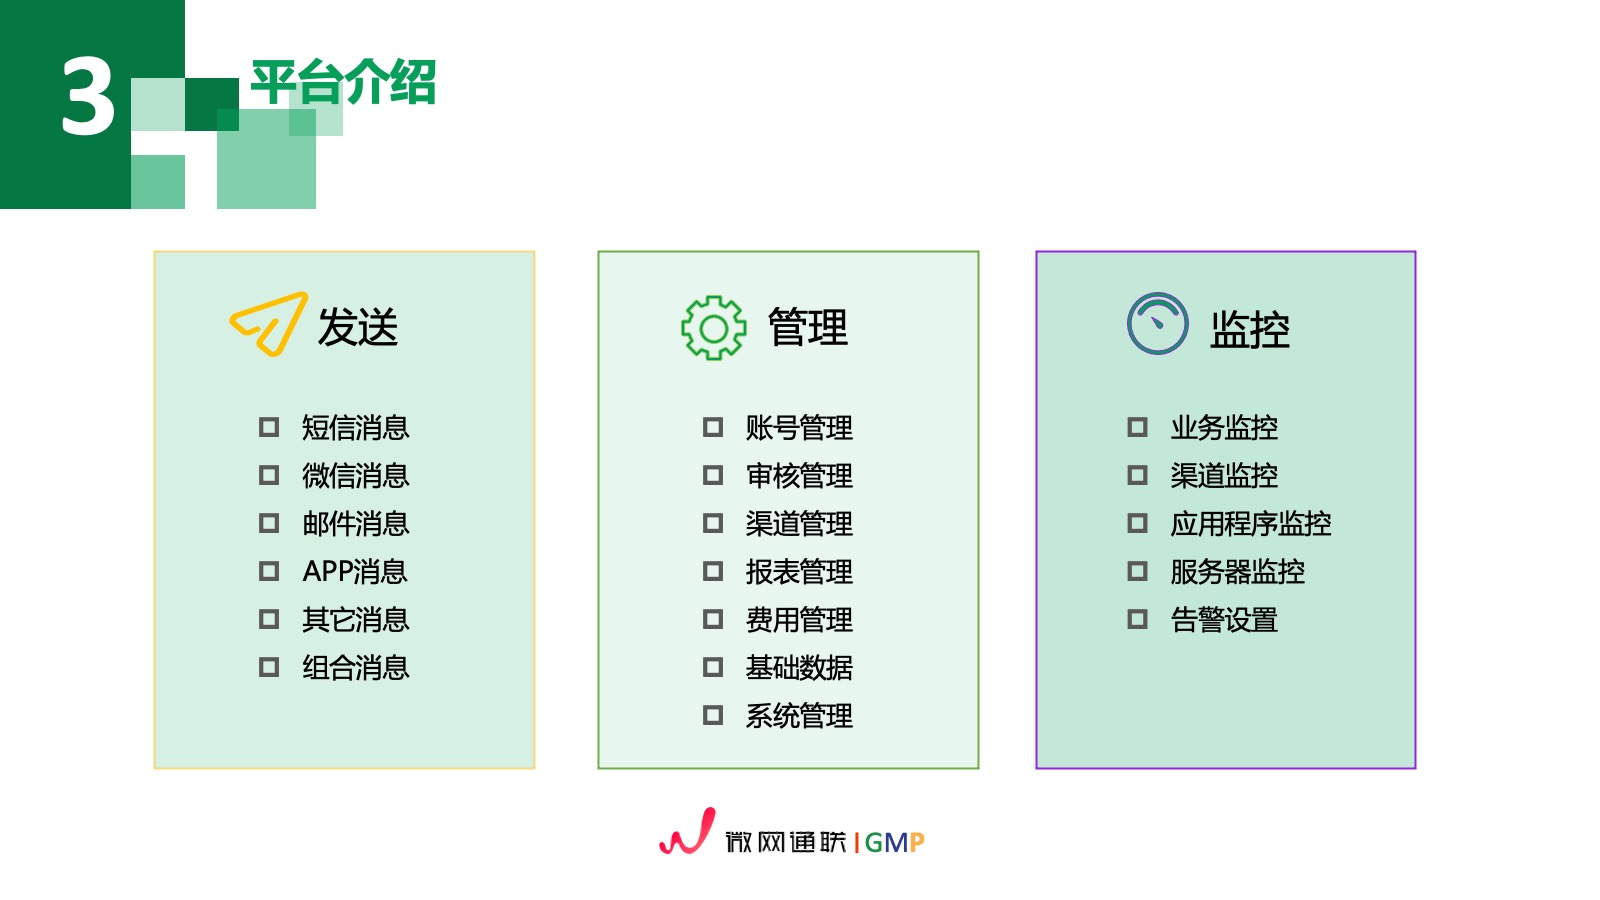 3
平台介绍
发送
短信消息
微信消息
邮件消息
APP消息
其它消息
组合消息
管理
账号管理
审核管理
渠道管理
报表管理
费用管理
基础数据
系统管理
监控
业务监控
渠道监控
应用程序监控
服务器监控
告警设置
微网通联|GMP